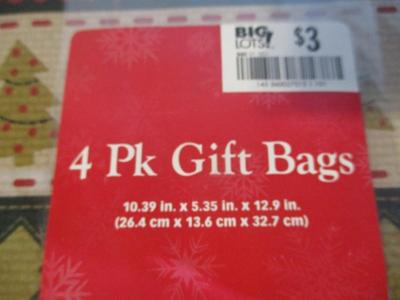 BIG
LOTS!
$3
4 Pk Gift Bags
10.39 in. x 5.35 in. x 12.9 in.
(26.4 cm x 13.6 cm x 32.7 cm)